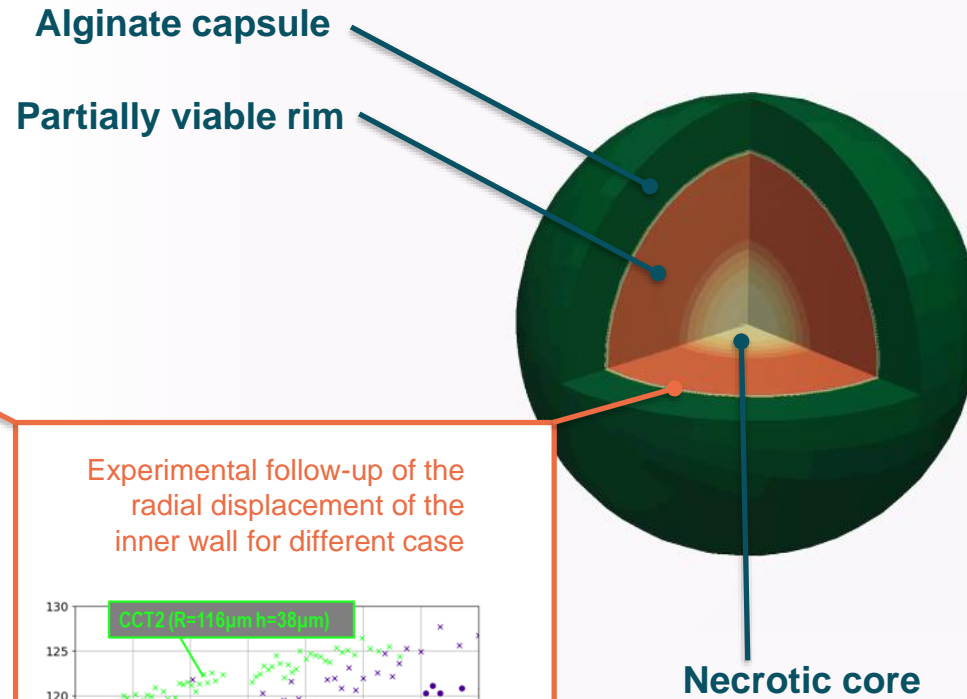 Alginate capsule
Partially viable rim
Experimental follow-up of the
radial displacement of the
inner wall for different case
130
CCT2 (R=116µm h=38µm)
125
120
Necrotic core